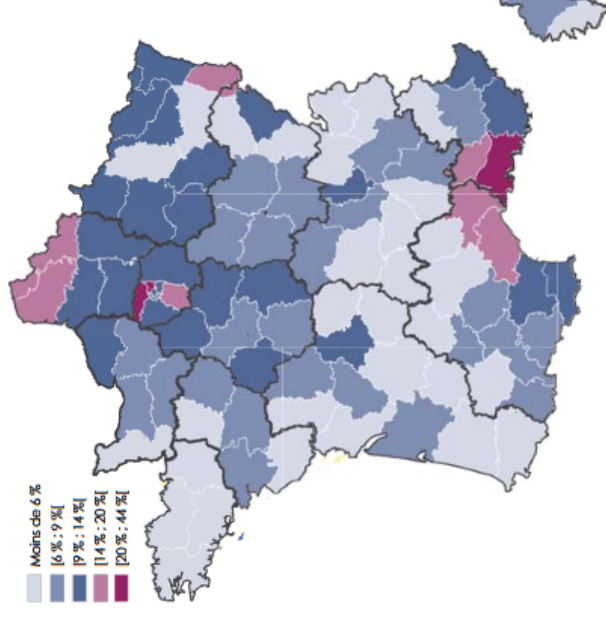 Moins de 6 %
[6 % ; 9 %[
[9 % ; 14 %[
[14 % ; 20 %[
[20 % ; 44 %[